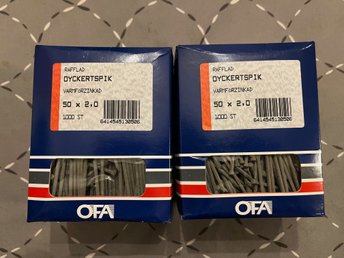 RÄFFLAD
DYCKERTSPIK
VARMFÖRZINKAD
50 x 2,0
1000 ST
6414545130506
OFA
RÄFFLAD
DYCKERTSPIK
VARMFÖRZINKAD
50 x 2,0
1000 ST
6414545130506
OFA